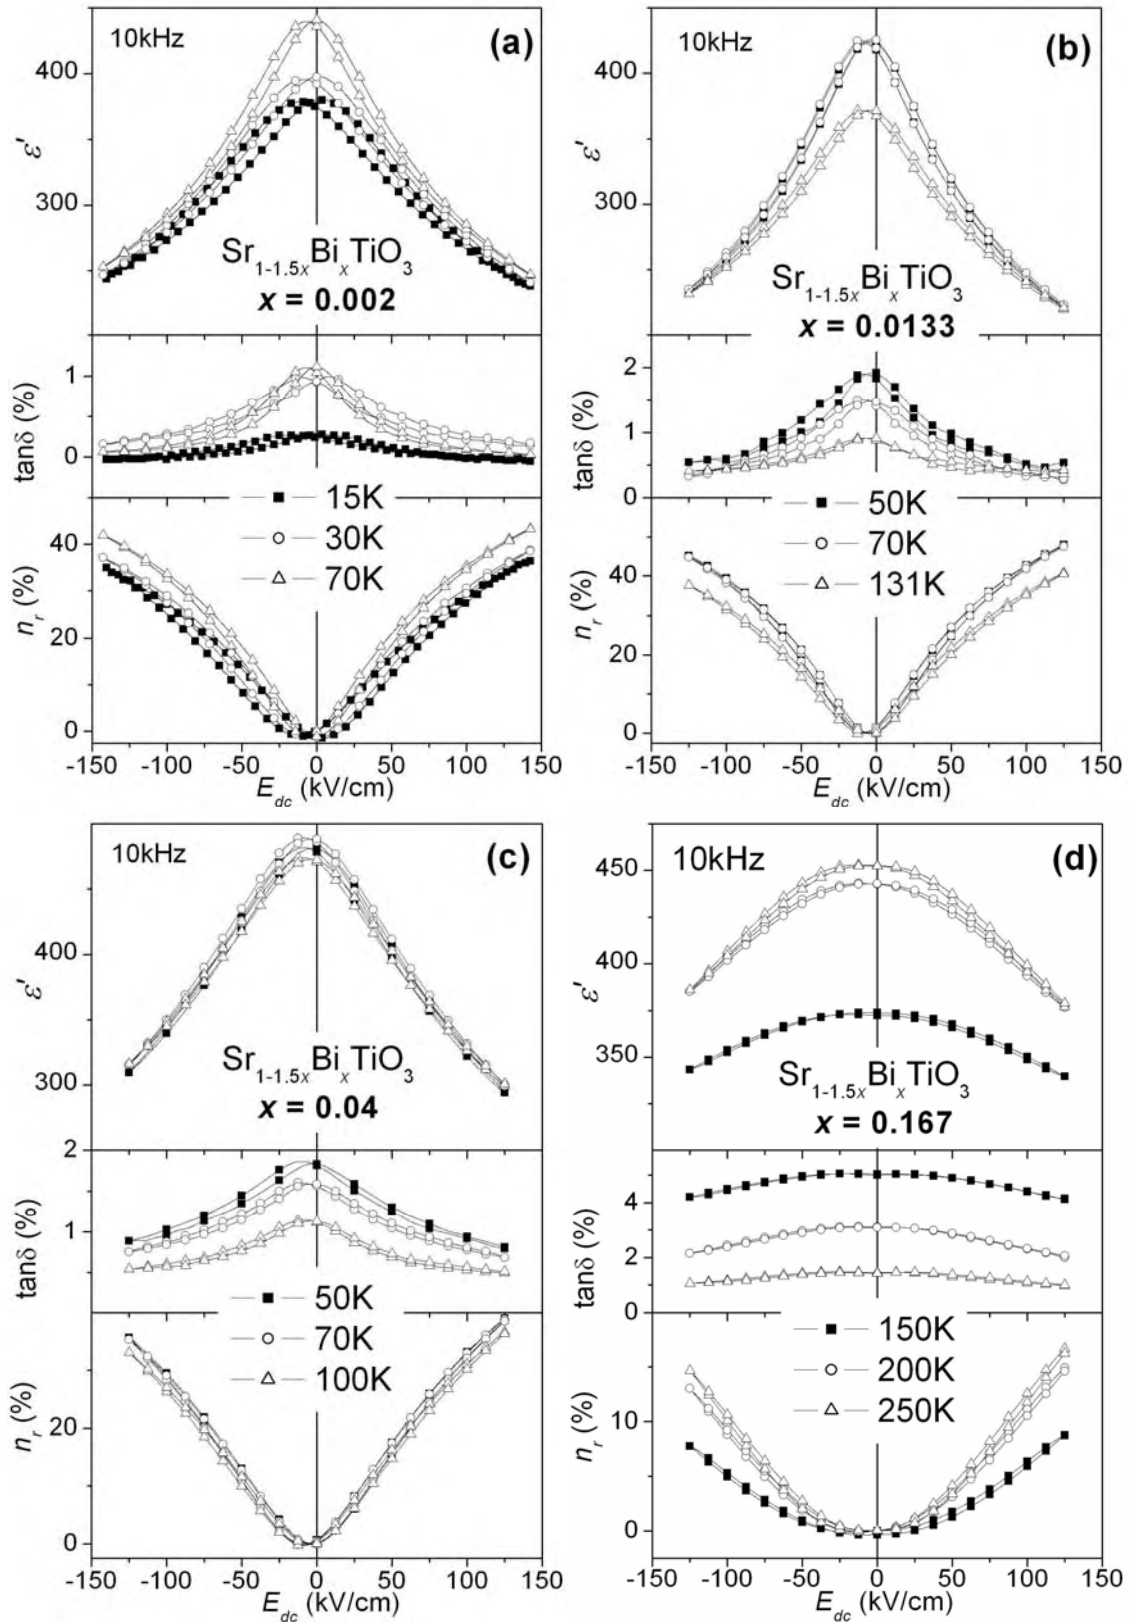 10kHz
(a)
400
300
ε'
Sr1-1.5xBixTiO3
x = 0.002
1
0
tanδ (%)
15K
30K
70K
40
20
0
nr (%)
-150 -100 -50 0 50 100 150
Edc (kV/cm)
10kHz
(b)
400
300
ε'
Sr1-1.5xBixTiO3
x = 0.0133
2
1
0
tanδ (%)
50K
70K
131K
40
20
0
nr (%)
-150 -100 -50 0 50 100 150
Edc (kV/cm)
10kHz
(c)
400
300
ε'
Sr1-1.5xBixTiO3
x = 0.04
2
1
tanδ (%)
50K
70K
100K
20
0
nr (%)
-150 -100 -50 0 50 100 150
Edc (kV/cm)
10kHz
(d)
450
400
350
ε'
Sr1-1.5xBixTiO3
x = 0.167
4
2
0
tanδ (%)
150K
200K
250K
10
0
nr (%)
-150 -100 -50 0 50 100 150
Edc (kV/cm)